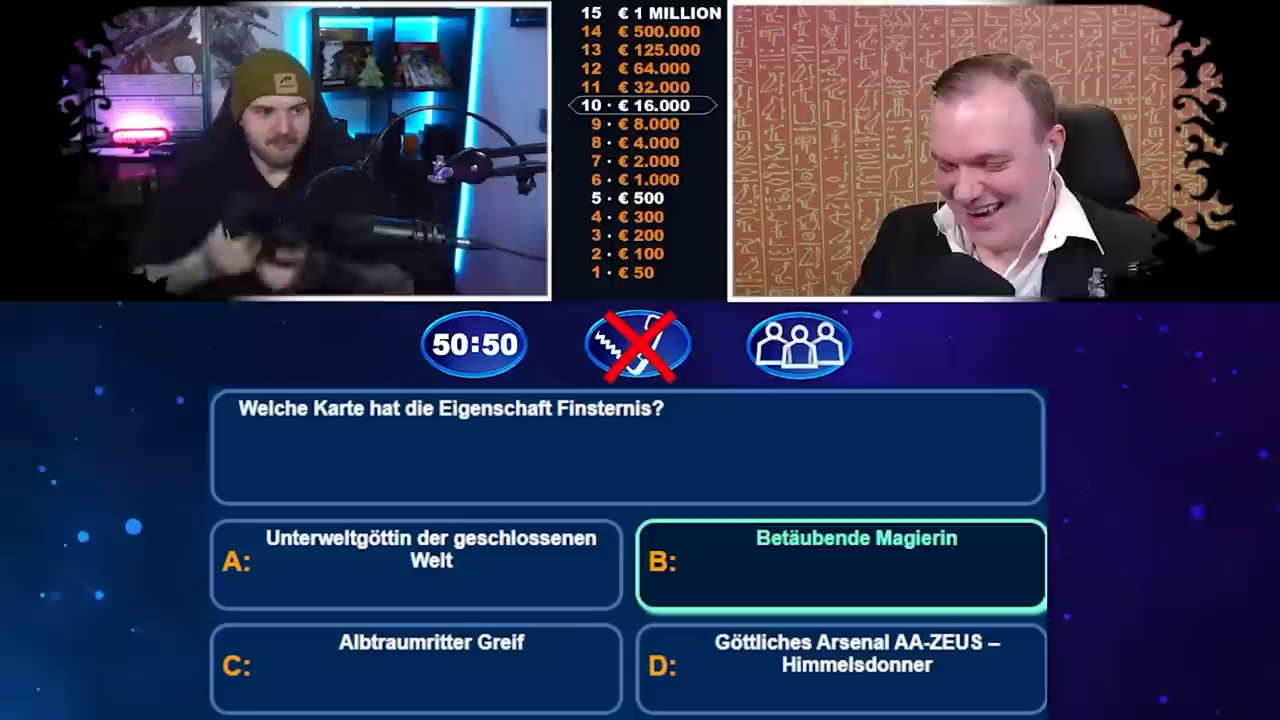 15 € 1 MILLION
14 € 500.000
13 € 125.000
12 € 64.000
11 € 32.000
10 · € 16.000
9 · € 8.000
8 · € 4.000
7 · € 2.000
6 · € 1.000
5 · € 500
4 · € 300
3 · € 200
2 · € 100
1 · € 50
50:50
Welche Karte hat die Eigenschaft Finsternis?
A: Unterweltgöttin der geschlossenen
Welt
B: Betäubende Magierin
C: Albtraumritter Greif
D: Göttliches Arsenal AA-ZEUS –
Himmelsdonner